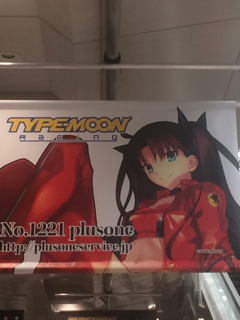 TYPE-MOON
Racing
No.1221 plusone
http://plusoneservice.jp